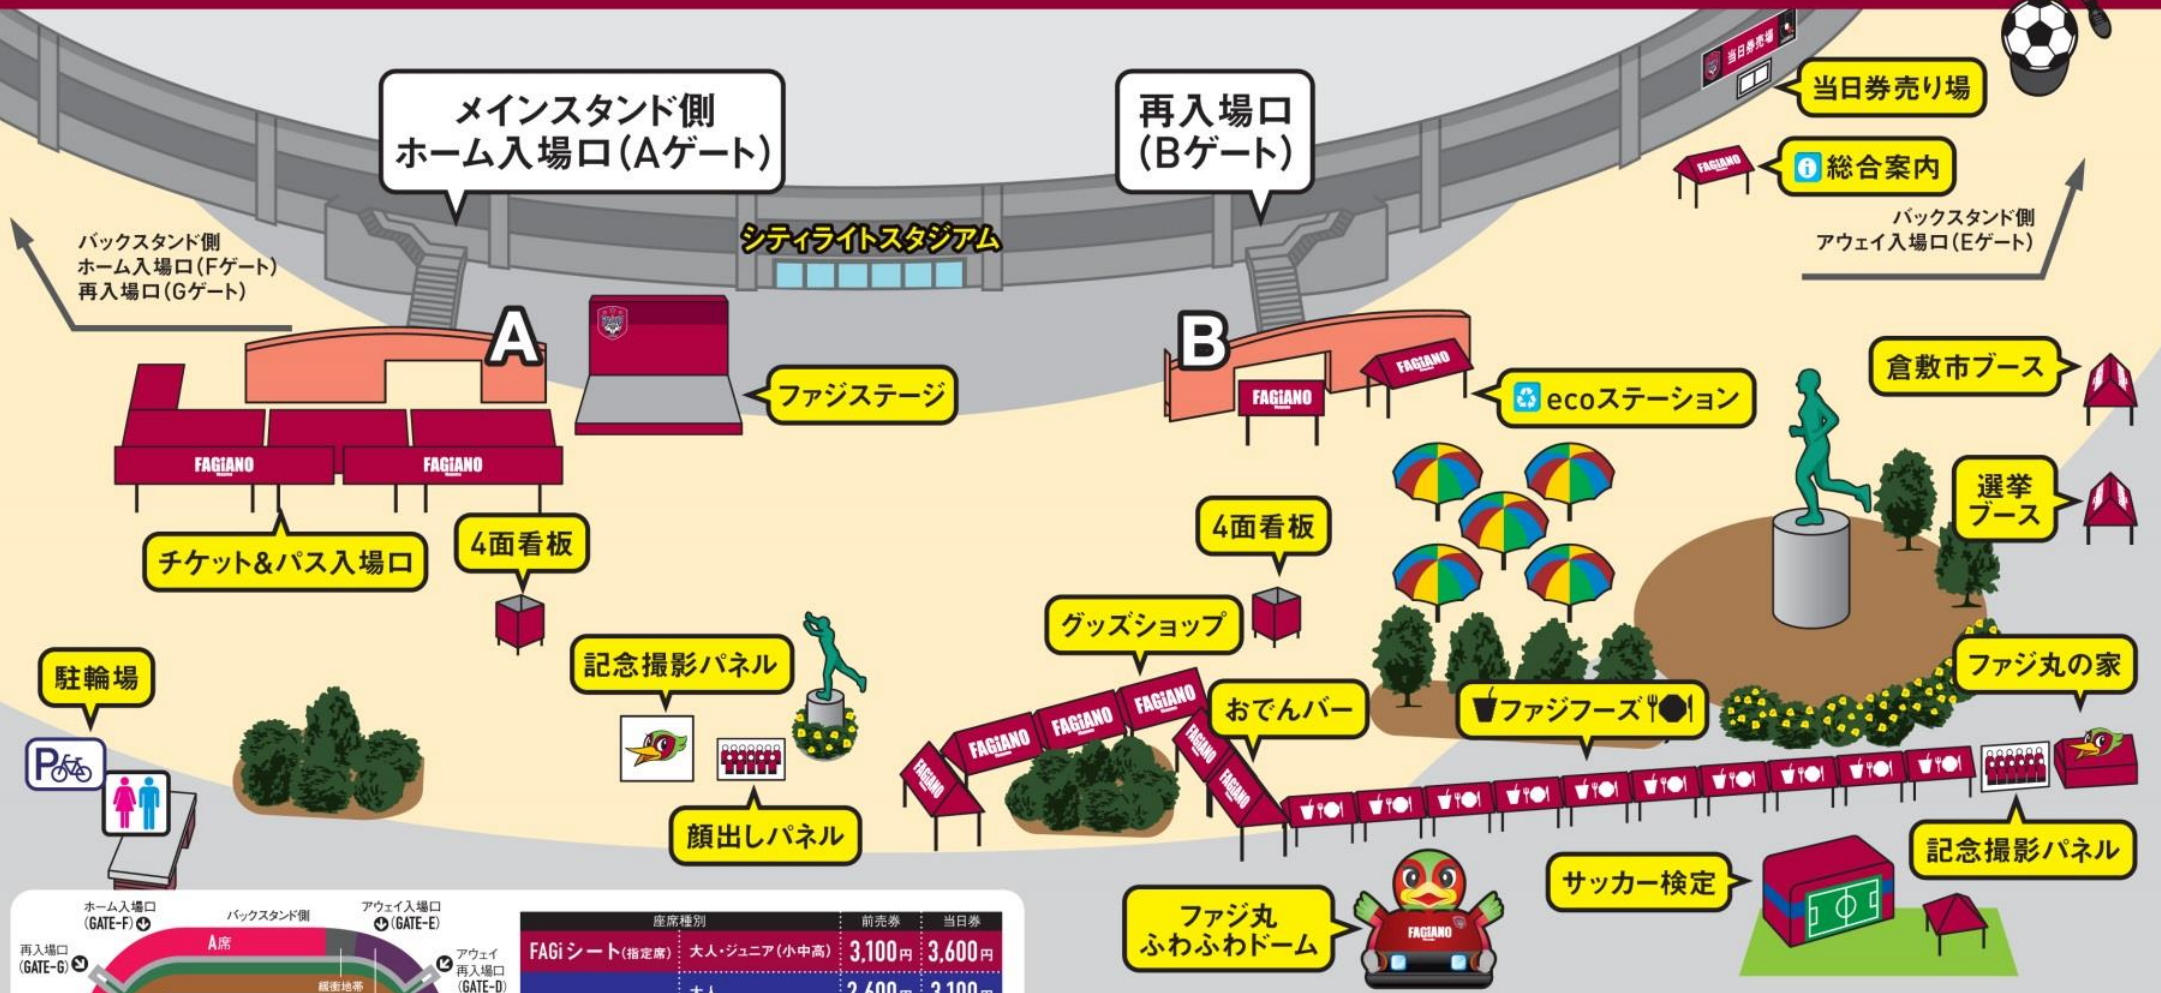 当日券売場
当日券売り場
メインスタンド側
ホーム入場口(Aゲート)
再入場口
(Bゲート)
FAGiANO
総合案内
バックスタンド側
ホーム入場口(Fゲート)
再入場口(Gゲート)
シティライトスタジアム
バックスタンド側
アウェイ入場口(Eゲート)
A
B
ファジステージ
FAGiANO
FAGiANO
ecoステーション
倉敷市ブース
FAGiANO
FAGiANO
選挙
ブース
チケット&パス入場口
4面看板
4面看板
グッズショップ
記念撮影パネル
駐輪場
P
ファジ丸の家
おでんバー
ファジフーズ
FAGiANO
FAGiANO
FAGiANO
FAGiANO
FAGiANO
FAGiANO
顔出しパネル
記念撮影パネル
サッカー検定
ファジ丸
ふわふわドーム
FAGiANO
ホーム入場口
(GATE-F)
バックスタンド側
アウェイ入場口
(GATE-E)
再入場口
(GATE-G)
A席
アウェイ
再入場口
(GATE-D)
緩衝地帯
座席種別 前売券 当日券
FAGiシート(指定席) 大人・ジュニア(小中高) 3,100円 3,600円
大人 2,600円 3,100円